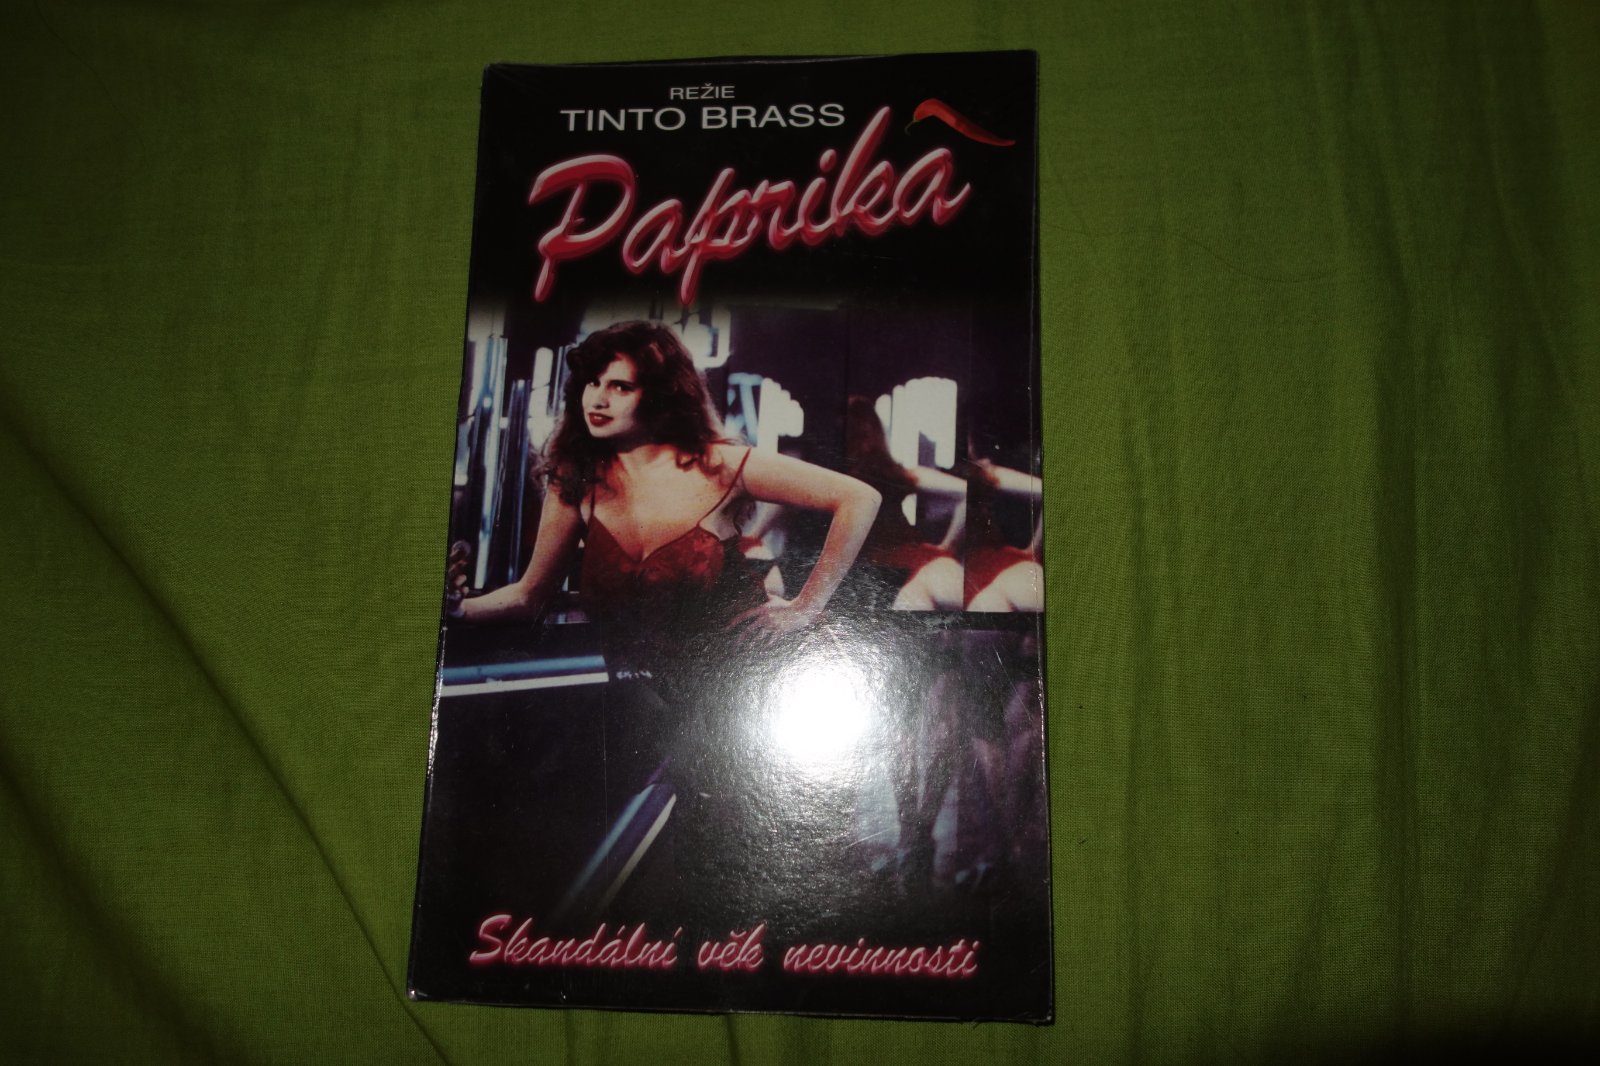 REŽIE
TINTO BRASS
Paprika
Skandální věk nevinnosti